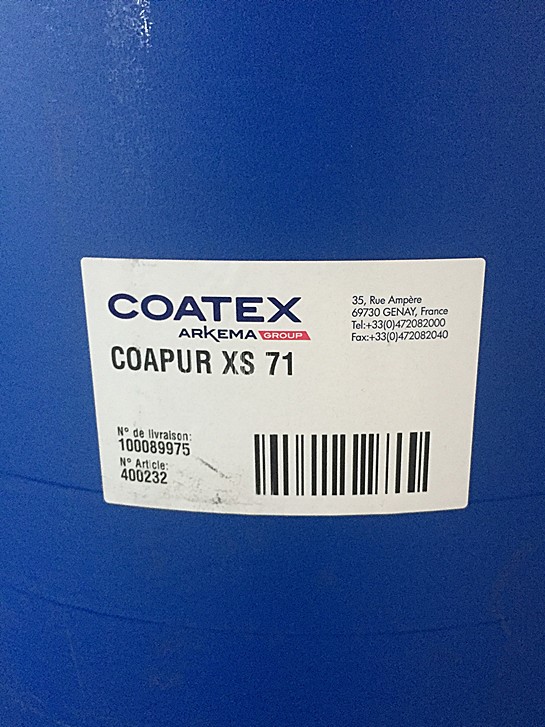 COATEX
ARKEMA GROUP
35, Rue Ampère
69730 GENAY, France
Tel:+33(0)472082000
Fax:+33(0)472082040
COAPUR XS 71
N° de livraison:
100089975
N° Article:
400232